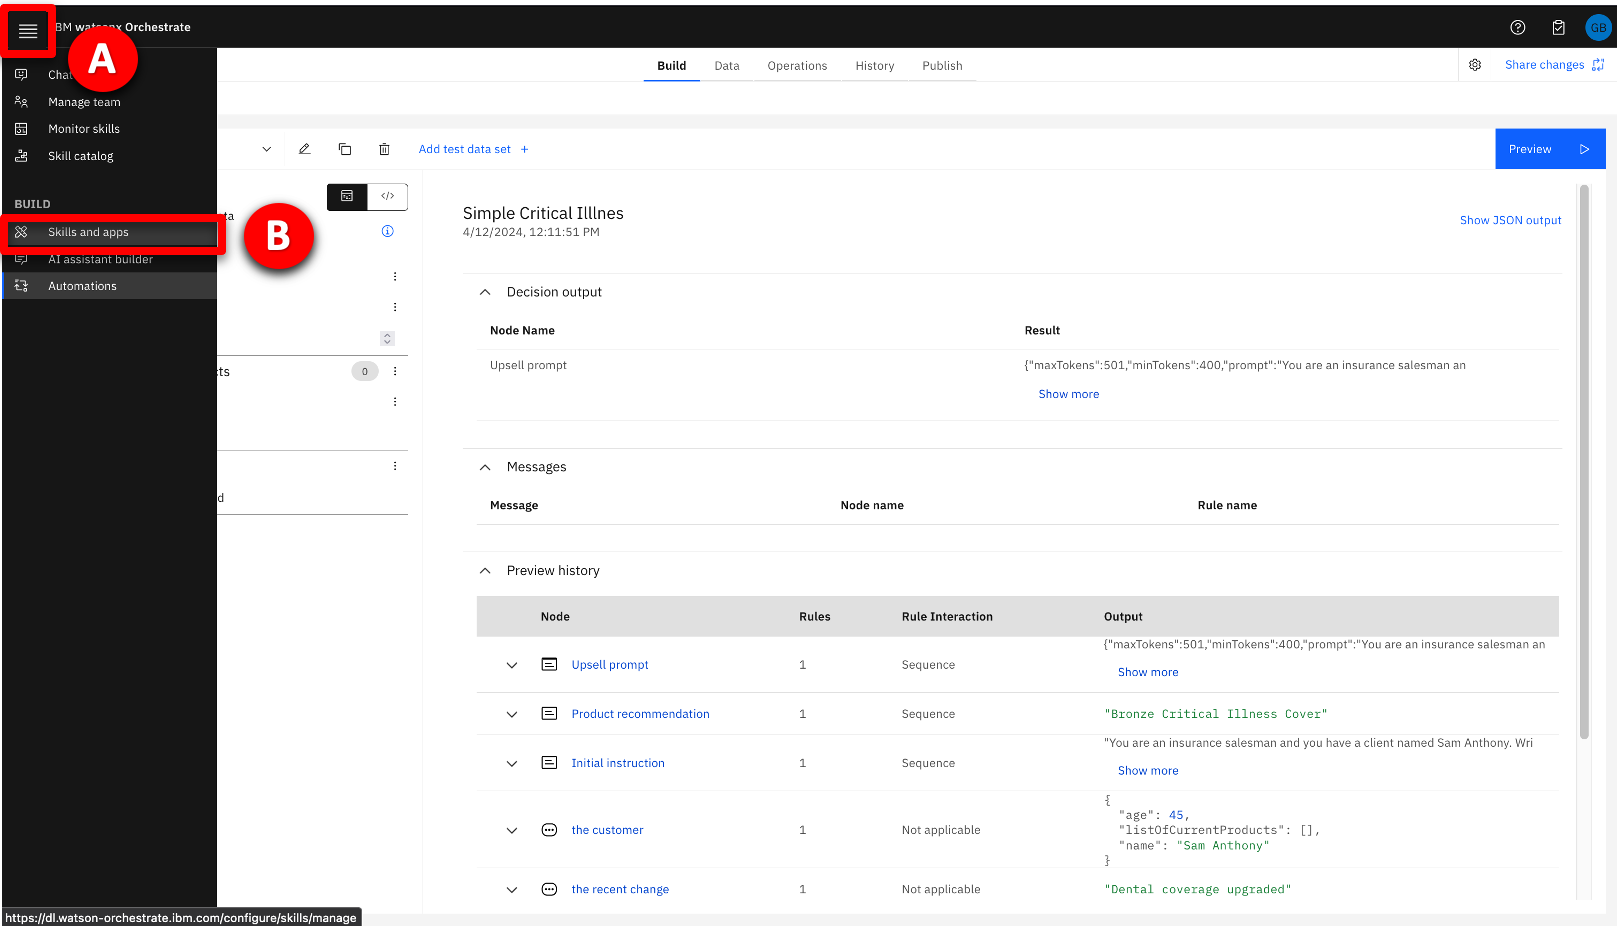 BM watsonx Orchestrate
GB
A
Chat
Manage team
Monitor skills
Skill catalog
BUILD
Skills and apps
B
AI assistant builder
Automations
Build Data Operations History Publish
Share changes
Add test data set +
Preview
</>
ta
cts
0
d
Simple Critical Illlnes
4/12/2024, 12:11:51 PM
Show JSON output
Decision output
Node Name Result
Upsell prompt {"maxTokens":501,"minTokens":400,"prompt":"You are an insurance salesman an
Show more
Messages
Message Node name Rule name
Preview history
Node Rules Rule Interaction Output
Upsell prompt 1 Sequence {"maxTokens":501,"minTokens":400,"prompt":"You are an insurance salesman an
Show more
Product recommendation 1 Sequence "Bronze Critical Illness Cover"
Initial instruction 1 Sequence "You are an insurance salesman and you have a client named Sam Anthony. Wri
Show more
the customer 1 Not applicable
{
"age": 45,
"listOfCurrentProducts": [],
"name": "Sam Anthony"
}
the recent change 1 Not applicable "Dental coverage upgraded"
https://dl.watson-orchestrate.ibm.com/configure/skills/manage